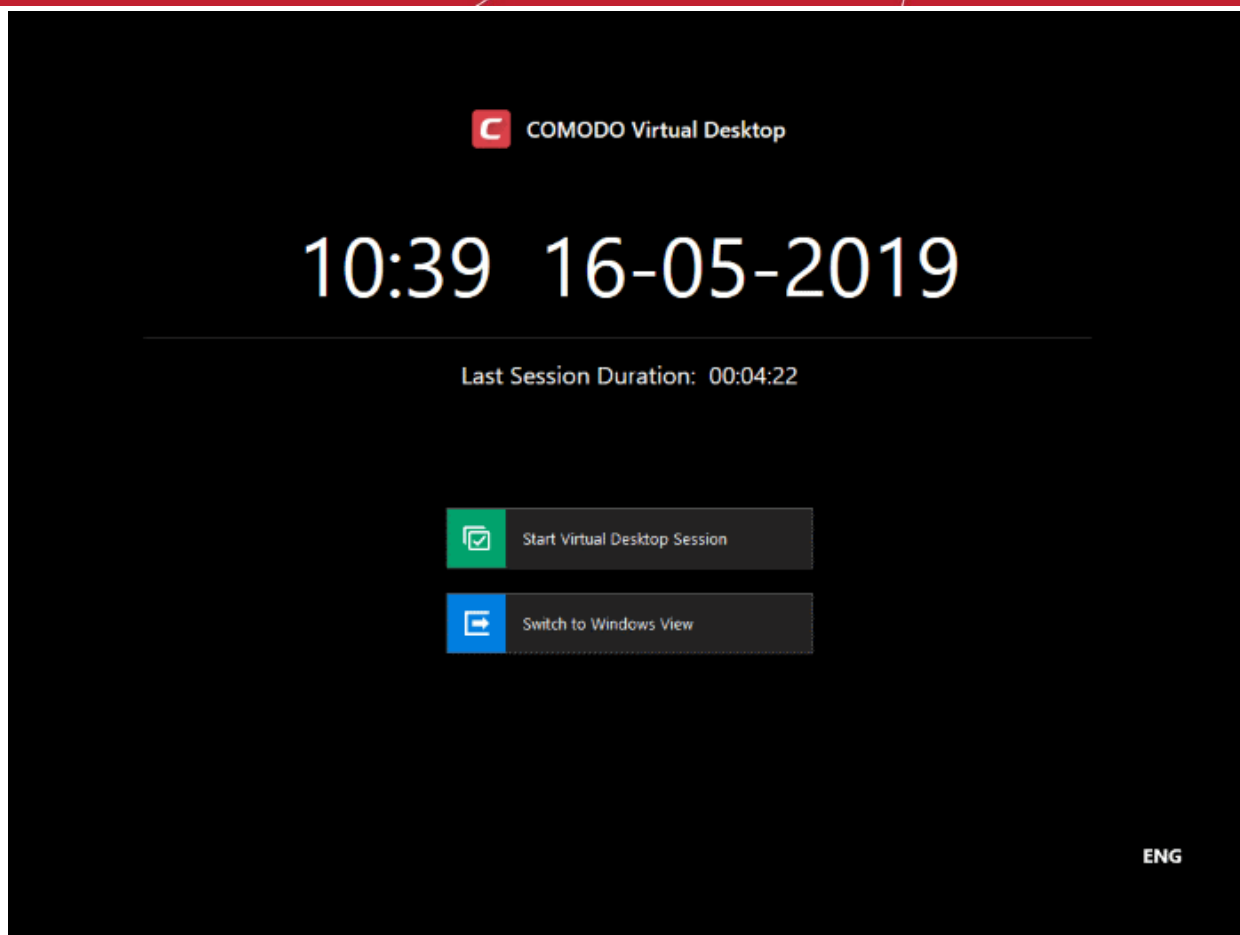 COMODO Virtual Desktop
10:39 16-05-2019
Last Session Duration: 00:04:22
Start Virtual Desktop Session
Switch to Windows View
ENG